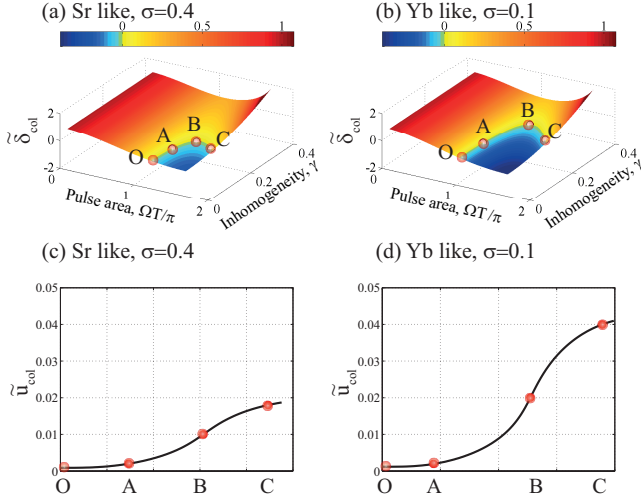 (a) Sr like, σ=0.4
0 0.5 1
δ̃col
2
0
-2
0
1
2
Pulse area, ΩT/π
0
0.2
0.4
Inhomogeneity, γ
O A B C
(b) Yb like, σ=0.1
0 0.5 1
δ̃col
2
0
-2
0
1
2
Pulse area, ΩT/π
0
0.2
0.4
Inhomogeneity, γ
O A B C
(c) Sr like, σ=0.4
ũcol
0.05
0.04
0.03
0.02
0.01
0
O A B C
(d) Yb like, σ=0.1
ũcol
0.05
0.04
0.03
0.02
0.01
0
O A B C